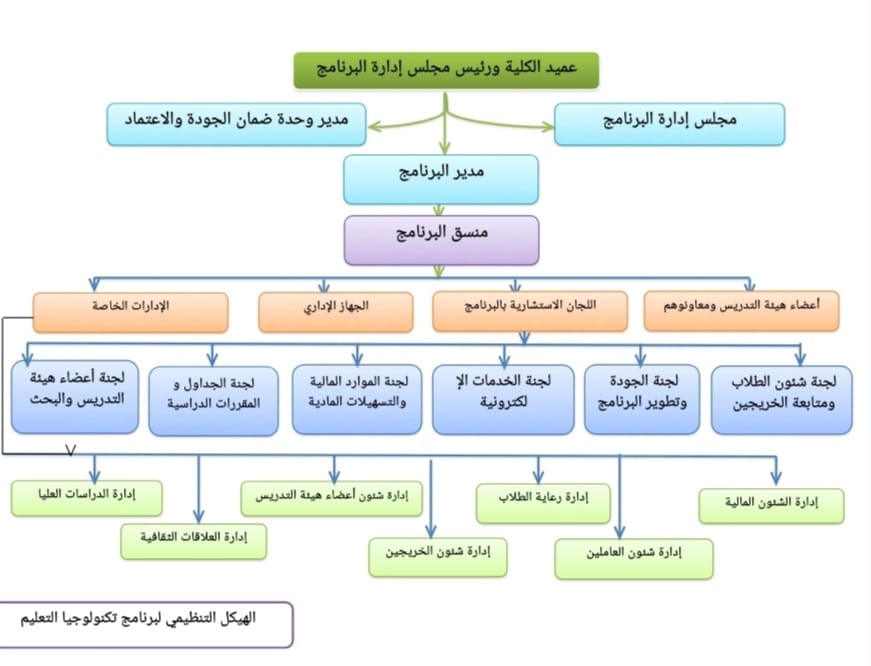 عميد الكلية ورئيس مجلس إدارة البرنامج
مجلس إدارة البرنامج
مدير وحدة ضمان الجودة والاعتماد
مدير البرنامج
منسق البرنامج
أعضاء هيئة التدريس ومعاونوهم
اللجان الاستشارية بالبرنامج
الجهاز الإداري
الإدارات الخاصة
لجنة شئون الطلاب
ومتابعة الخريجين
لجنة الجودة
وتطوير البرنامج
لجنة الخدمات الإ
لكترونية
لجنة الموارد المالية
والتسهيلات المادية
لجنة الجداول و
المقررات الدراسية
لجنة أعضاء هيئة
التدريس والبحث
إدارة الشئون المالية
إدارة رعاية الطلاب
إدارة شئون أعضاء هيئة التدريس
إدارة الدراسات العليا
إدارة شئون العاملين
إدارة شئون الخريجين
إدارة العلاقات الثقافية
الهيكل التنظيمي لبرنامج تكنولوجيا التعليم